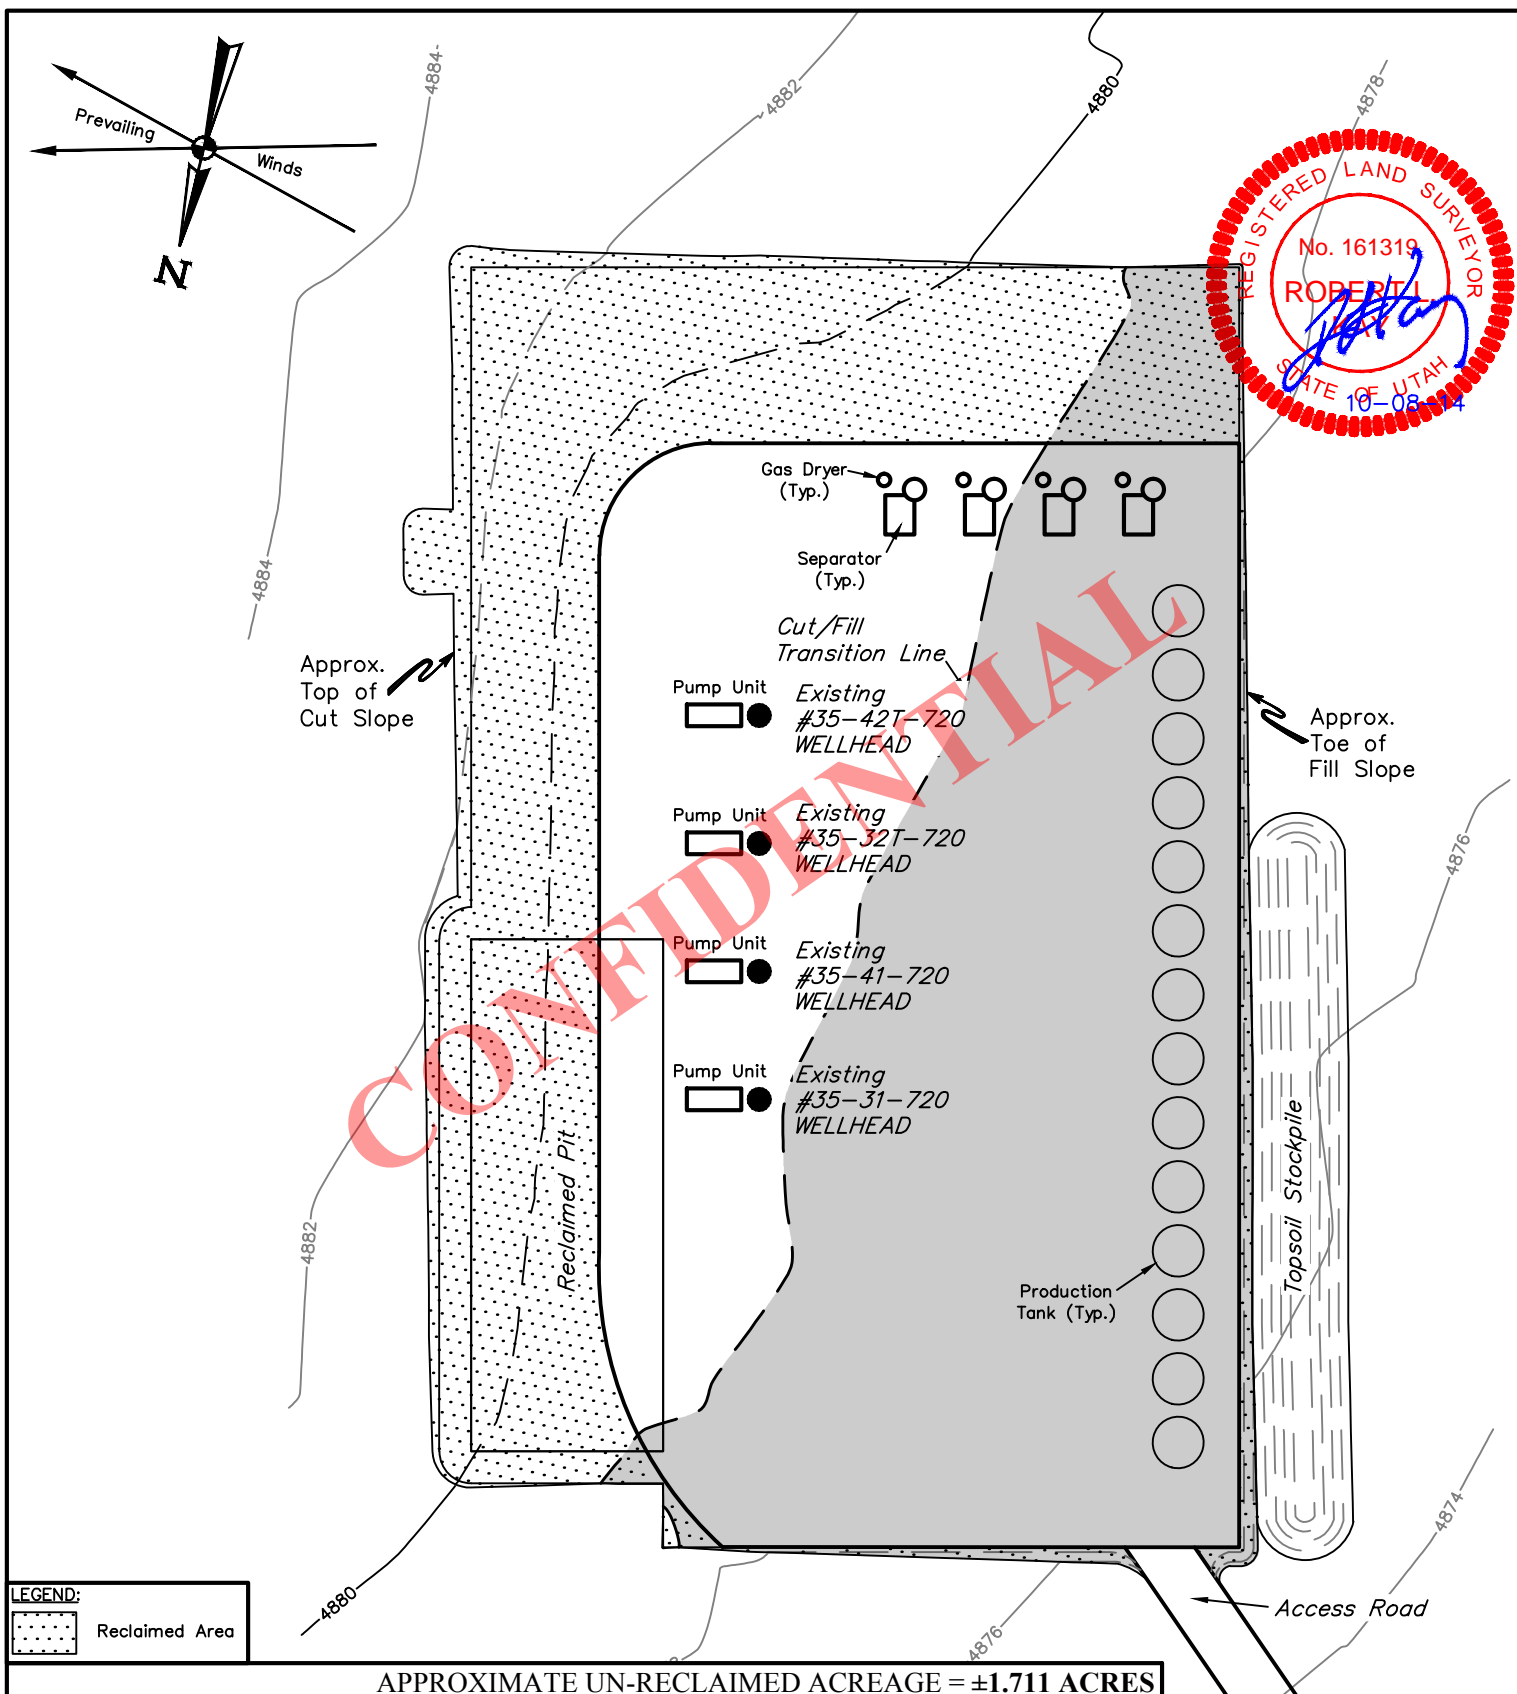 4884
4882
4880
4878
Prevailing
Winds
N
REGISTERED LAND SURVEYOR
No. 161319
ROBERT L.
KAY
STATE OF UTAH
10-08-14
Gas Dryer
(Typ.)
Separator
(Typ.)
4884
Cut/Fill
Transition Line
Approx.
Top of
Cut Slope
Pump Unit
Existing
#35-42T-720
WELLHEAD
Approx.
Toe of
Fill Slope
Pump Unit
Existing
#35-32T-720
WELLHEAD
4876
CONFIDENTIAL
Pump Unit
Existing
#35-41-720
WELLHEAD
Pump Unit
Existing
#35-31-720
WELLHEAD
Reclaimed Pit
Topsoil Stockpile
4882
Production
Tank (Typ.)
4874
4880
4876
Access Road
LEGEND:
Reclaimed Area
APPROXIMATE UN-RECLAIMED ACREAGE = ±1.711 ACRES